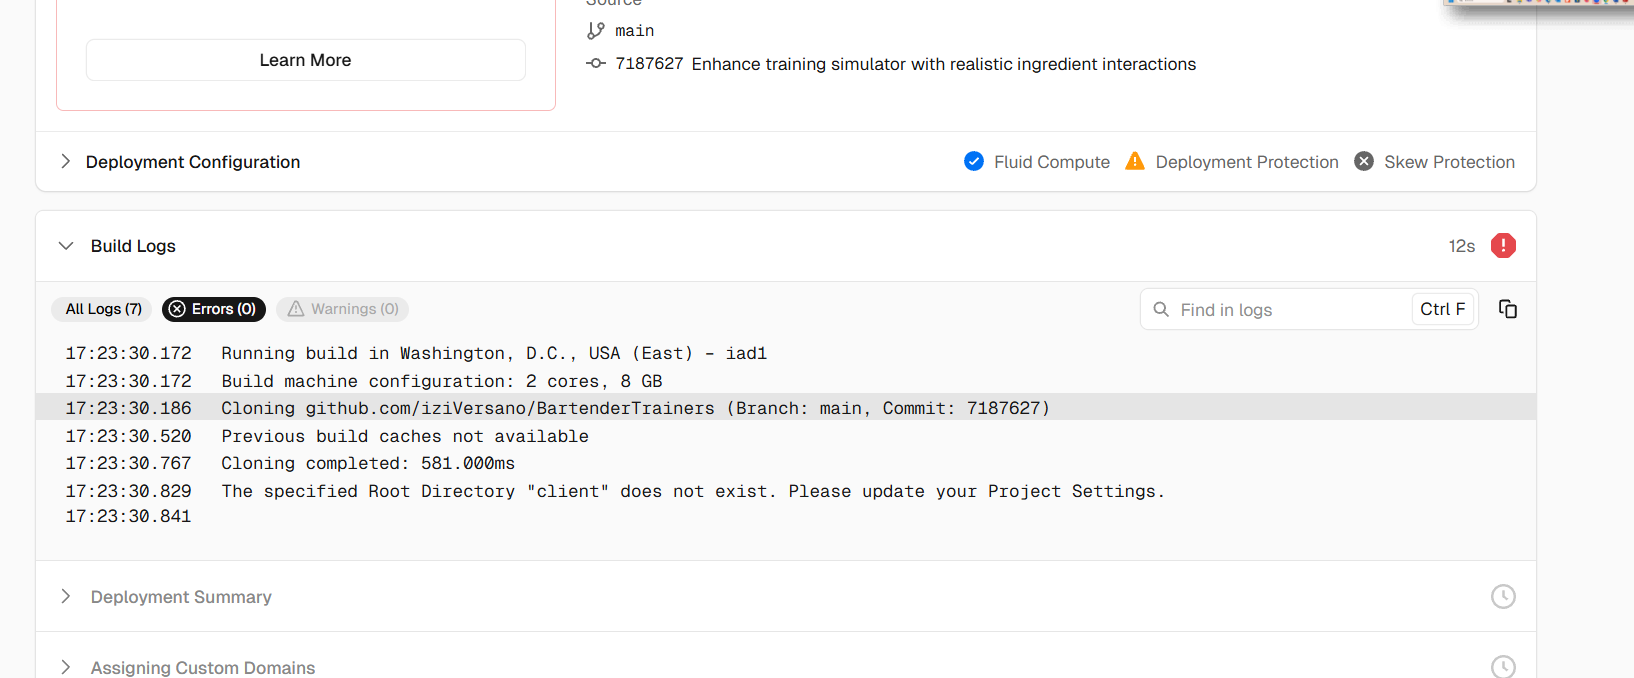 Source
Learn More
main
7187627 Enhance training simulator with realistic ingredient interactions
Deployment Configuration
Fluid Compute
Deployment Protection
Skew Protection
Build Logs
12s
All Logs (7)
Errors (0)
Warnings (0)
Find in logs
Ctrl F
17:23:30.172 Running build in Washington, D.C., USA (East) – iad1
17:23:30.172 Build machine configuration: 2 cores, 8 GB
17:23:30.186 Cloning github.com/iziVersano/BartenderTrainers (Branch: main, Commit: 7187627)
17:23:30.520 Previous build caches not available
17:23:30.767 Cloning completed: 581.000ms
17:23:30.829 The specified Root Directory "client" does not exist. Please update your Project Settings.
17:23:30.841
Deployment Summary
Assigning Custom Domains